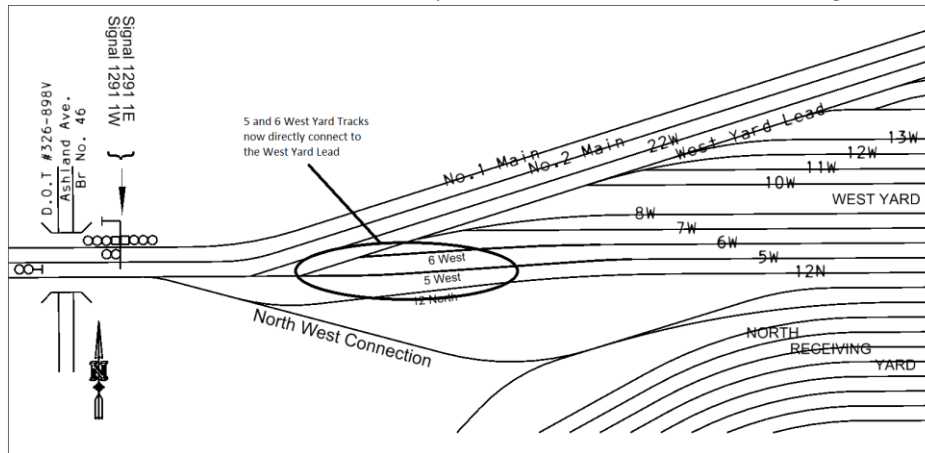 Signal 1291 1E
Signal 1291 1W
D.O.T #326-898V
Ashland Ave.
Br No. 46
5 and 6 West Yard Tracks
now directly connect to
the West Yard Lead
No.1 Main
No.2 Main
22W
West Yard Lead
13W
12W
11W
10W
WEST YARD
8W
7W
6W
5W
12N
6 West
5 West
12 North
North West Connection
NORTH
RECEIVING
YARD
N